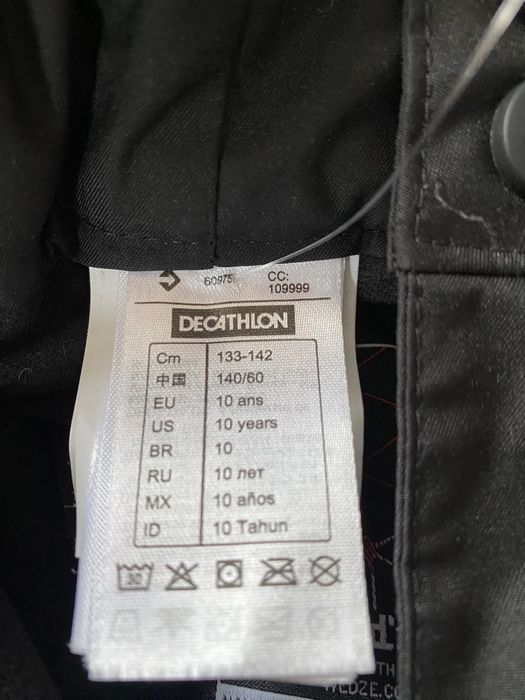 CC:
109999
DECATHLON
Cm 133-142
中国 140/60
EU 10 ans
US 10 years
BR 10
RU 10 лет
MX 10 años
ID 10 Tahun
30